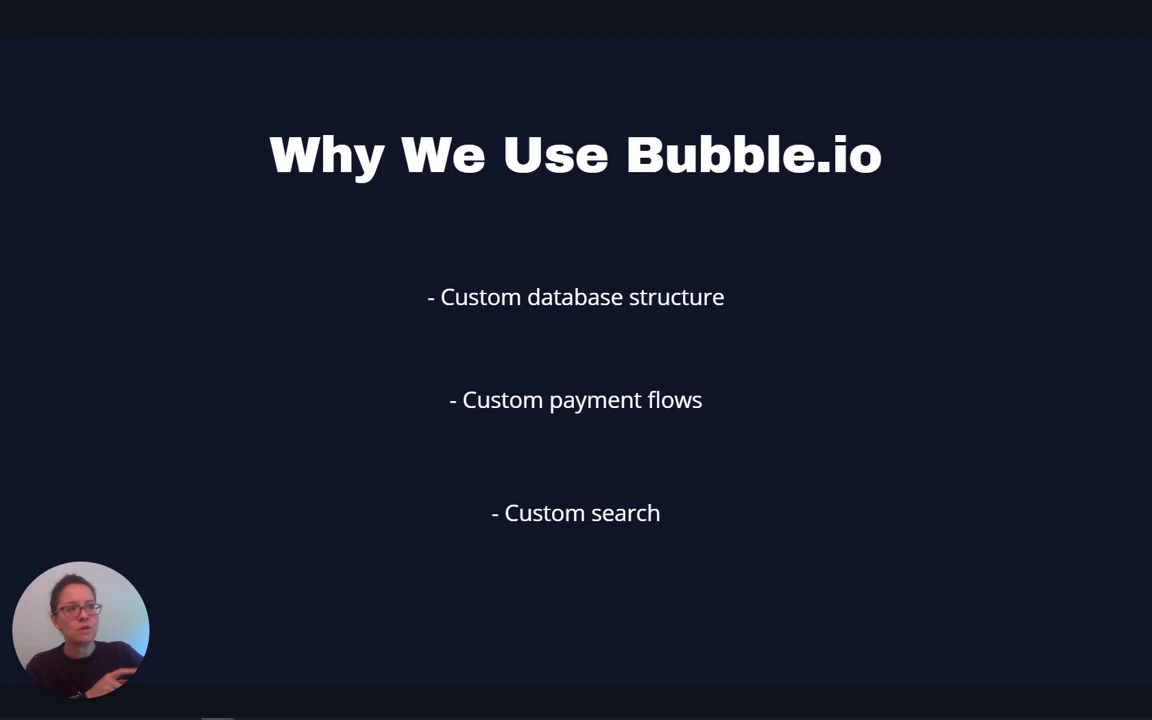 Why We Use Bubble.io
- Custom database structure
- Custom payment flows
- Custom search